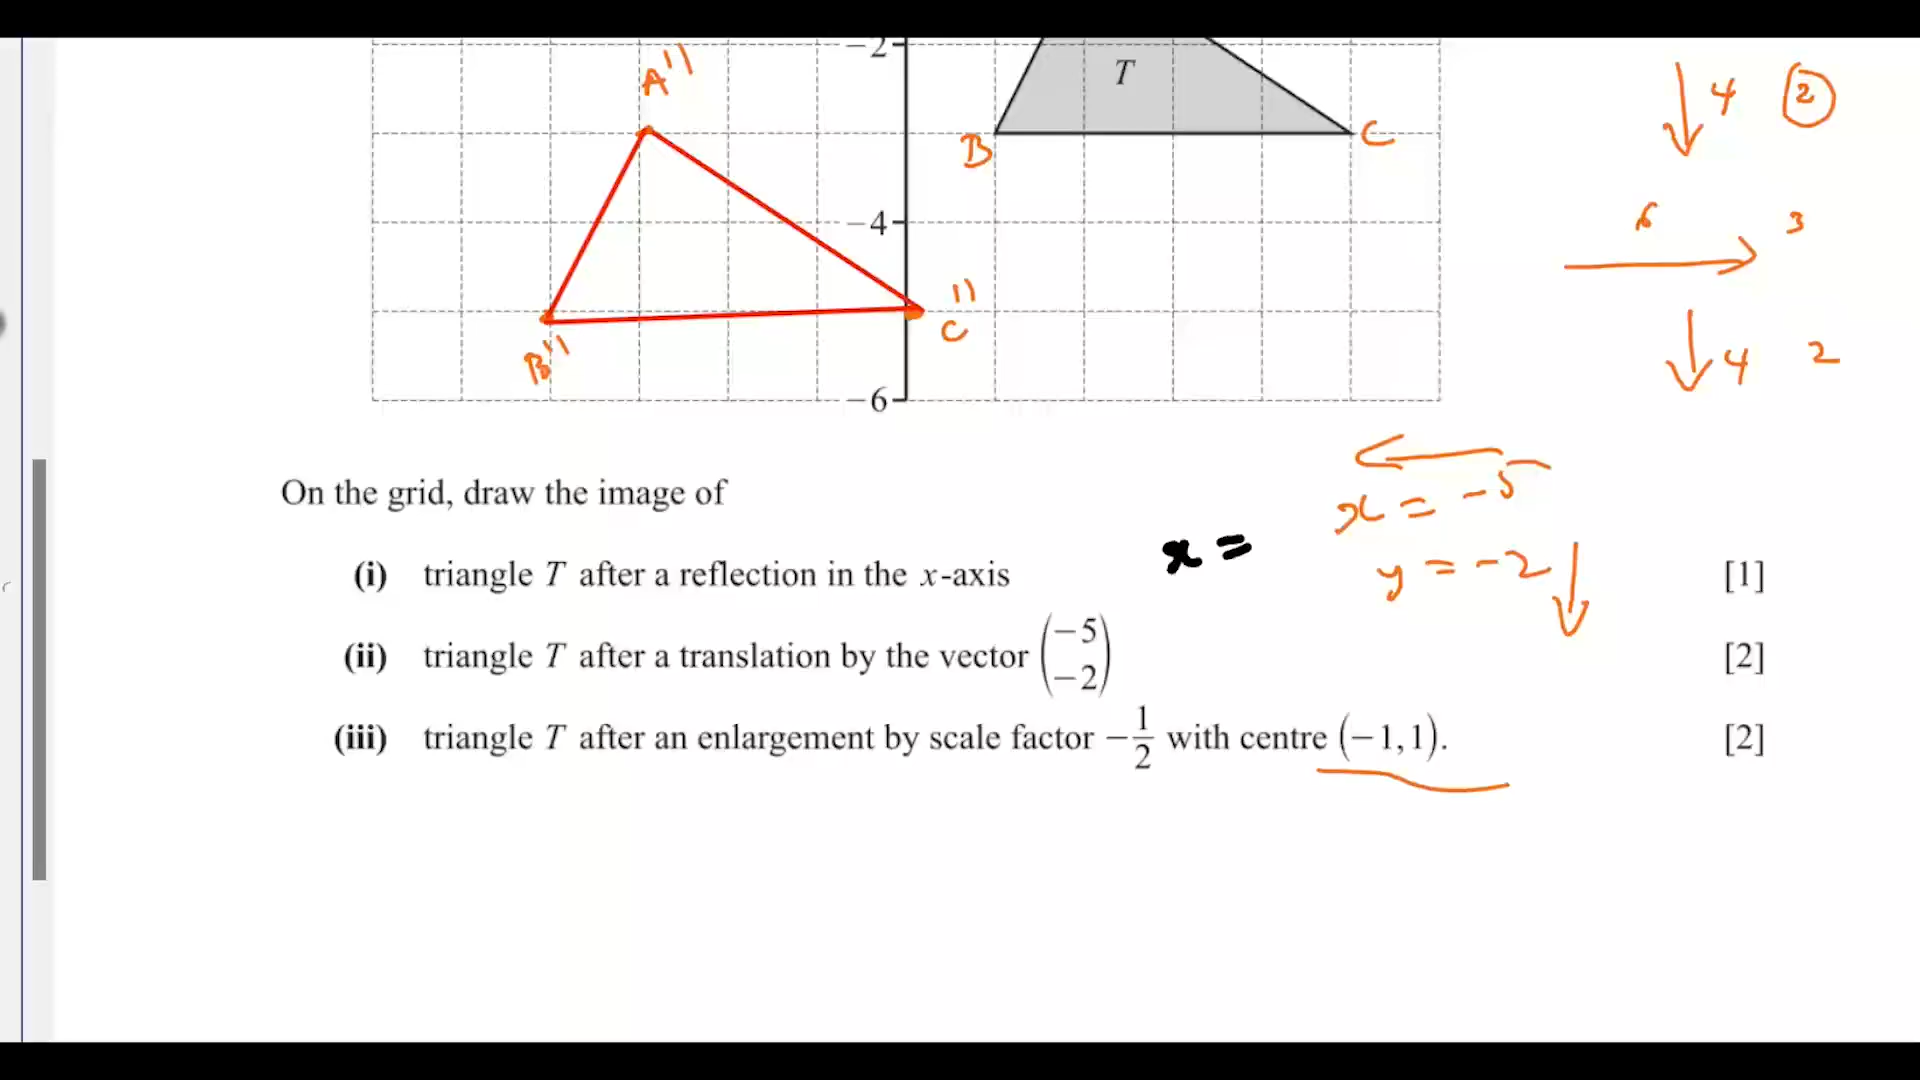 −2
T
A''
B
C
4 ②
6 3
−4
C''
B''
4 2
−6
On the grid, draw the image of
x = −5
x =
y = −2
(i) triangle T after a reflection in the x-axis [1]
(ii) triangle T after a translation by the vector (−5 −2) [2]
(iii) triangle T after an enlargement by scale factor −1/2 with centre (−1, 1). [2]